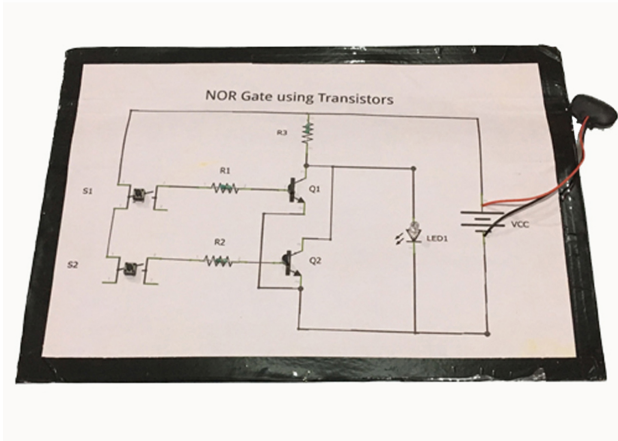 NOR Gate using Transistors
R3
S1
R1
Q1
VCC
LED1
R2
Q2
S2